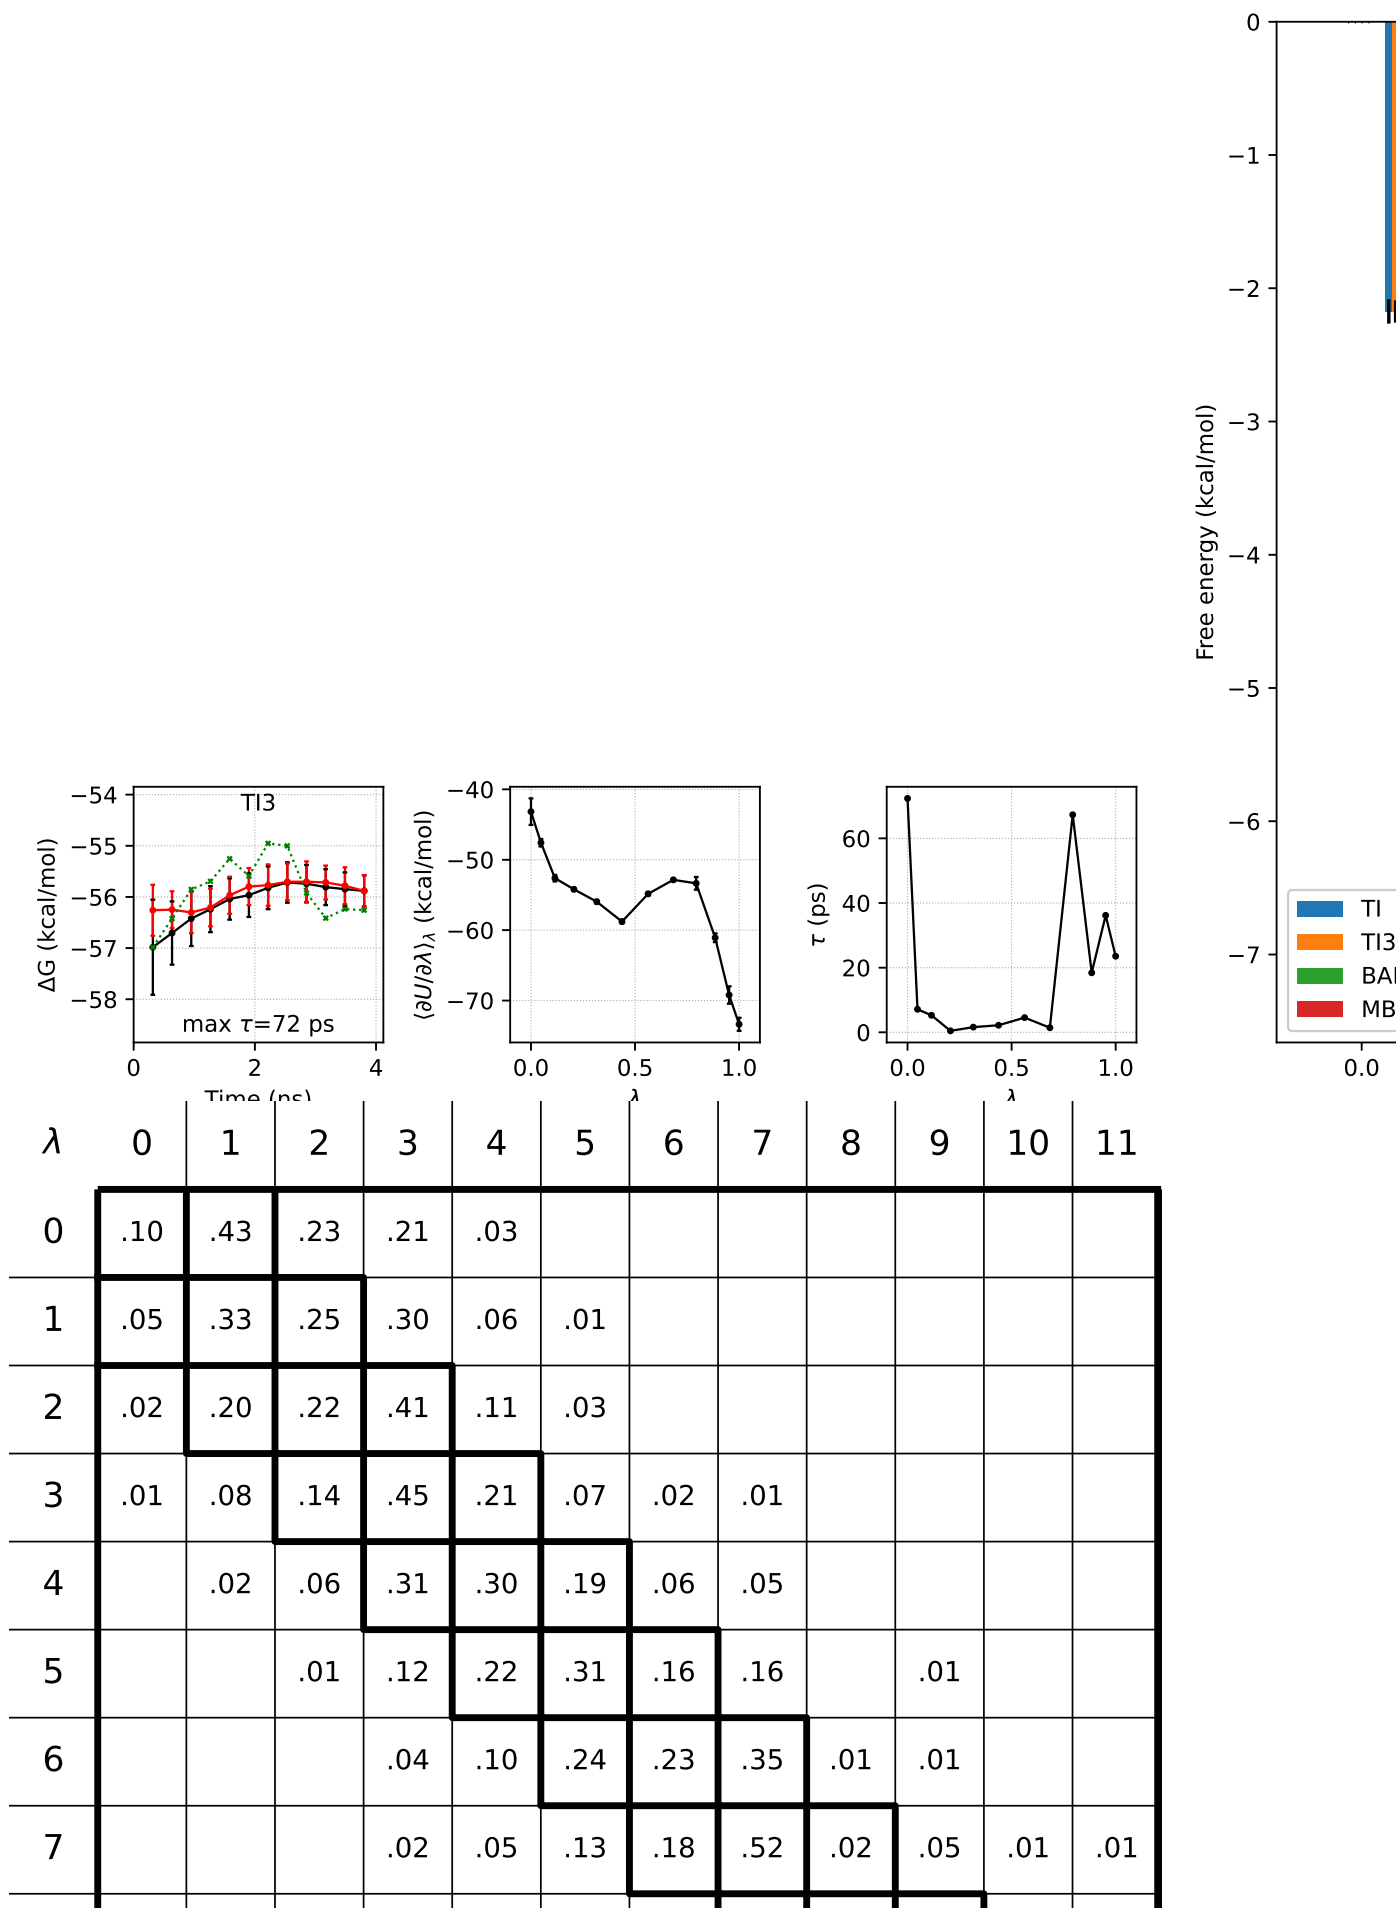 0
−1
−2
−3
−4
−5
−6
−7
Free energy (kcal/mol)
TI
TI3
0.0
−54
−55
−56
−57
−58
ΔG (kcal/mol)
TI3
max τ=72 ps
0 2 4
Time (ns)
−40
−50
−60
−70
⟨∂U/∂λ⟩λ (kcal/mol)
0.0 0.5 1.0
λ
60
40
20
0
τ (ps)
0.0 0.5 1.0
λ
λ 0 1 2 3 4 5 6 7 8 9 10 11
0 .10 .43 .23 .21 .03
1 .05 .33 .25 .30 .06 .01
2 .02 .20 .22 .41 .11 .03
3 .01 .08 .14 .45 .21 .07 .02 .01
4 .02 .06 .31 .30 .19 .06 .05
5 .01 .12 .22 .31 .16 .16 .01
6 .04 .10 .24 .23 .35 .01 .01
7 .02 .05 .13 .18 .52 .02 .05 .01 .01